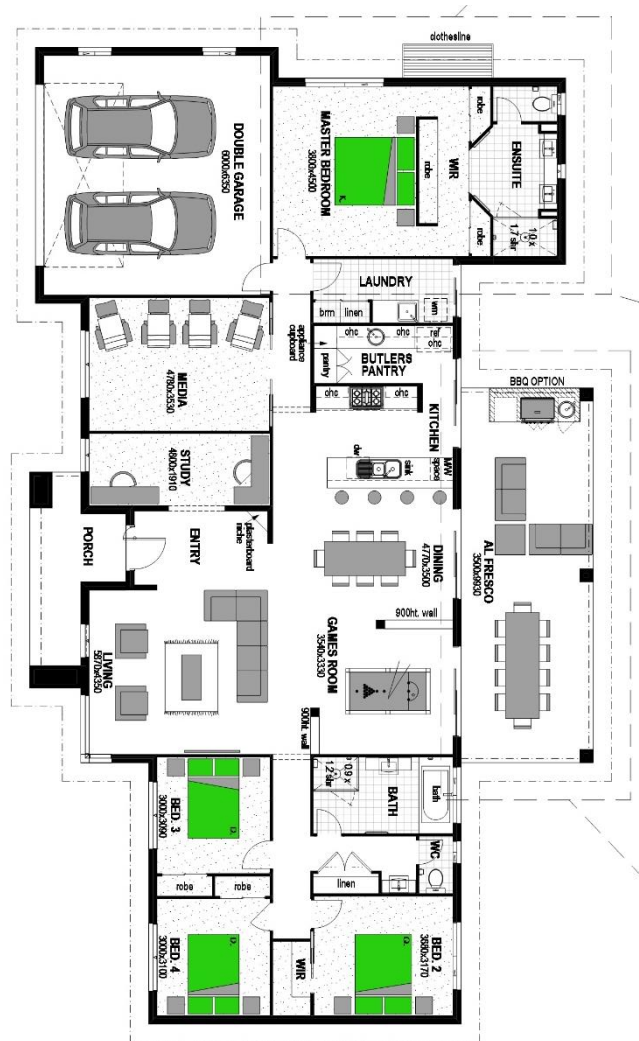 clothesline
DOUBLE GARAGE
6000x6350
MASTER BEDROOM
3800x4500
K.
robe
WIR
robe
robe
ENSUITE
1.0 x
1.7 shr
LAUNDRY
brm
linen
wm
appliance
cupboard
ohc
ohc
ref
ohc
pantry
BUTLERS
PANTRY
MEDIA
4780x3530
ohc
ohc
KITCHEN
BBQ OPTION
STUDY
4800x1910
dw
sink
M/W
space
plasterboard
niche
PORCH
ENTRY
DINING
4770x3500
AL FRESCO
3500x9930
900ht. wall
LIVING
5870x4350
GAMES ROOM
3540x3330
900ht. wall
BED. 3
3000x3090
D.
0.9 x
1.2 shr
BATH
bath
WC
robe
robe
linen
BED. 4
3000x3100
D.
WIR
BED. 2
3680x3170
Q.